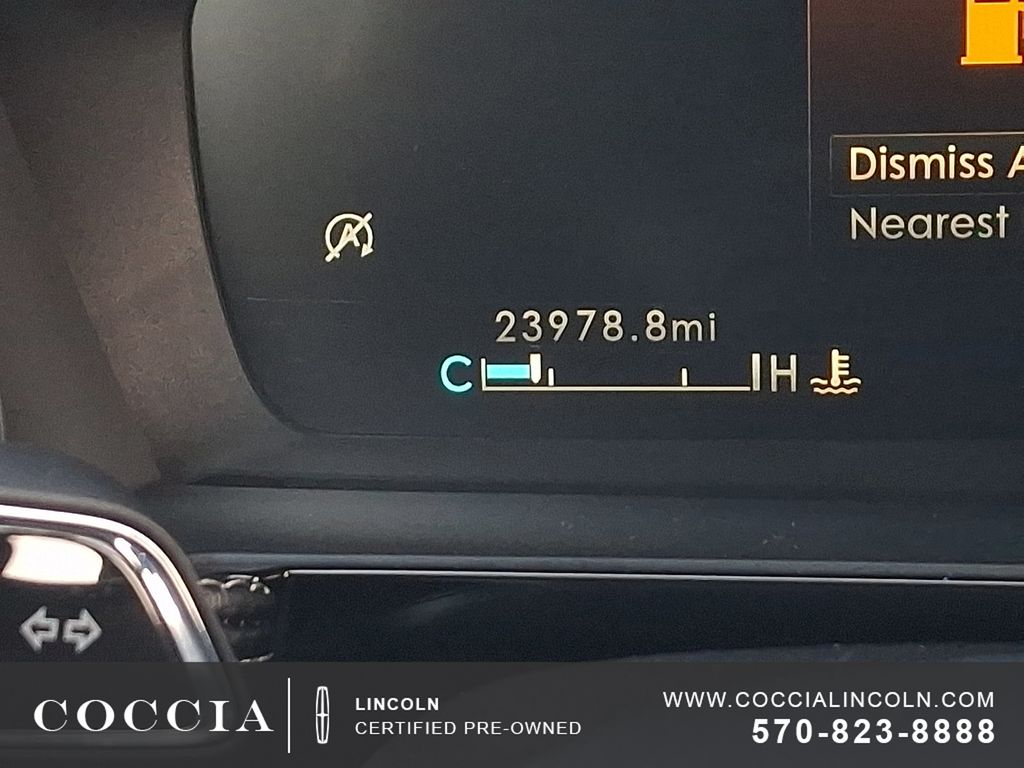 Dismiss A
Nearest
A
23978.8mi
C H
COCCIA
LINCOLN
CERTIFIED PRE-OWNED
WWW.COCCIALINCOLN.COM
570-823-8888